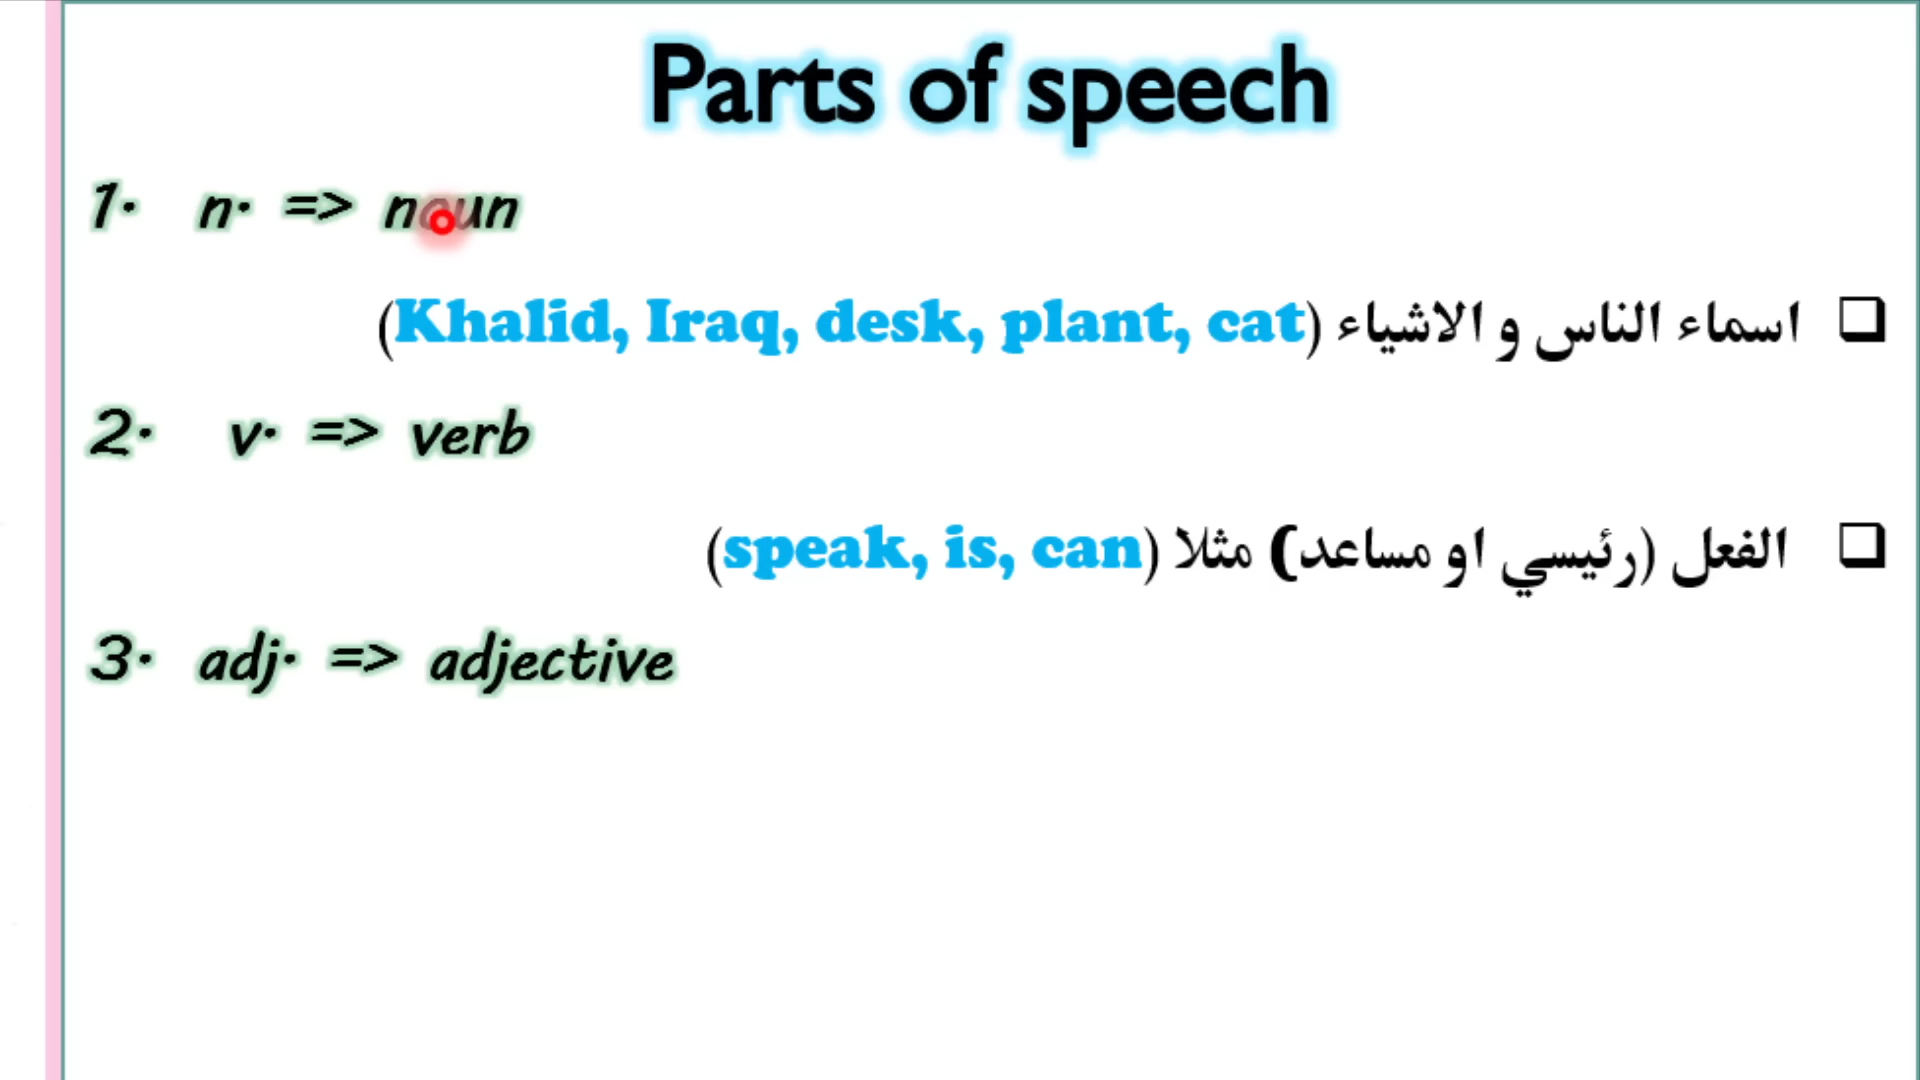 Parts of speech
1. n. => noun
❑ اسماء الناس و الاشياء (Khalid, Iraq, desk, plant, cat)
2. v. => verb
❑ الفعل (رئيسي او مساعد) مثلا (speak, is, can)
3. adj. => adjective